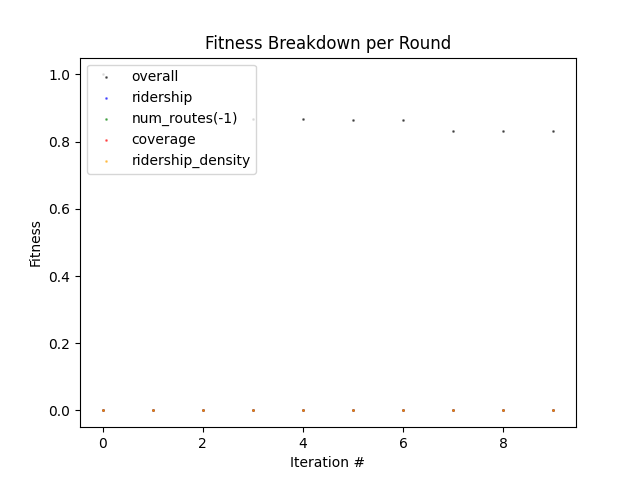 Fitness Breakdown per Round
overall
ridership
num_routes(-1)
coverage
ridership_density
1.0
0.8
0.6
0.4
0.2
0.0
Fitness
0 2 4 6 8
Iteration #